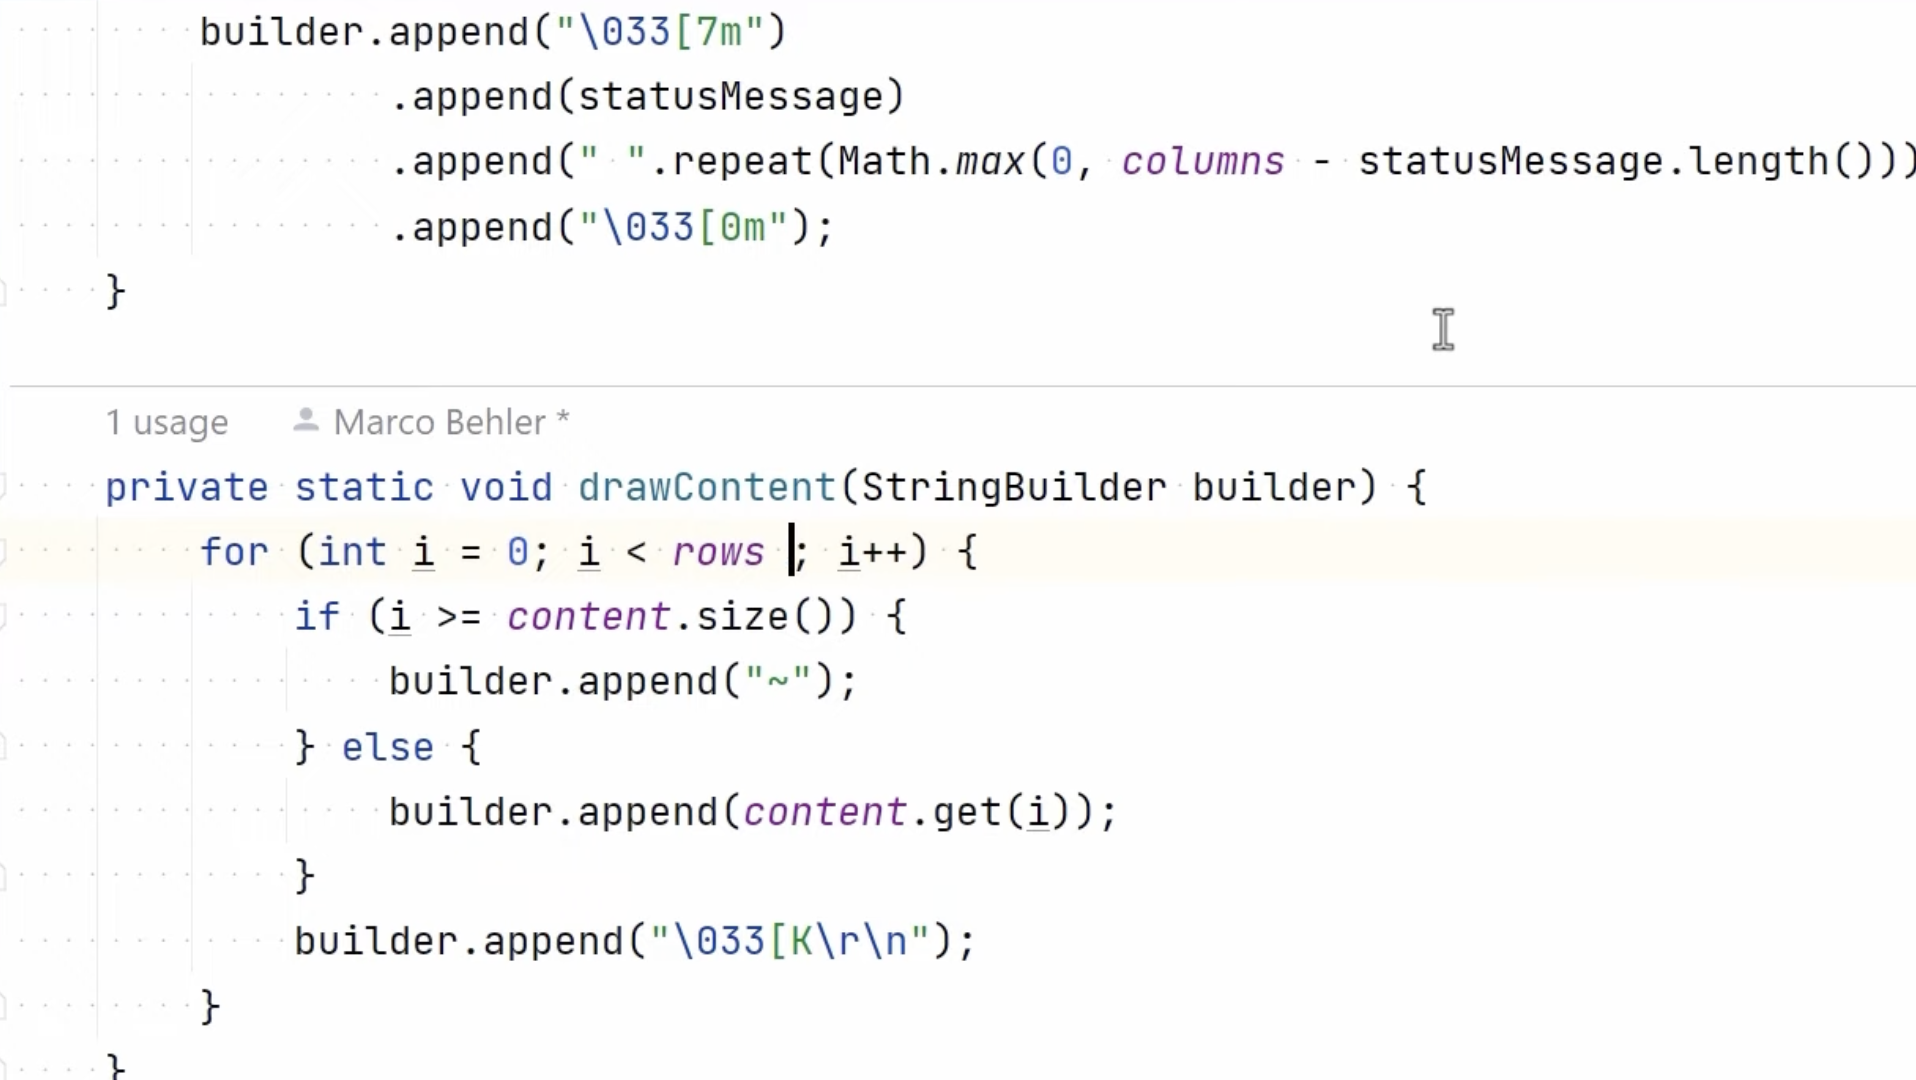 builder.append("\033[7m")
.append(statusMessage)
.append(" ".repeat(Math.max(0, columns - statusMessage.length()))
.append("\033[0m");
}
1 usage Marco Behler *
private static void drawContent(StringBuilder builder) {
for (int i = 0; i < rows ; i++) {
if (i >= content.size()) {
builder.append("~");
} else {
builder.append(content.get(i));
}
builder.append("\033[K\r\n");
}
}